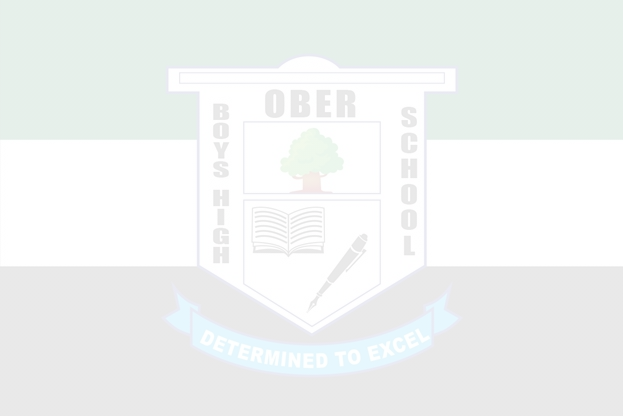 OBER
BOYS HIGH
SCHOOL
DETERMINED TO EXCEL